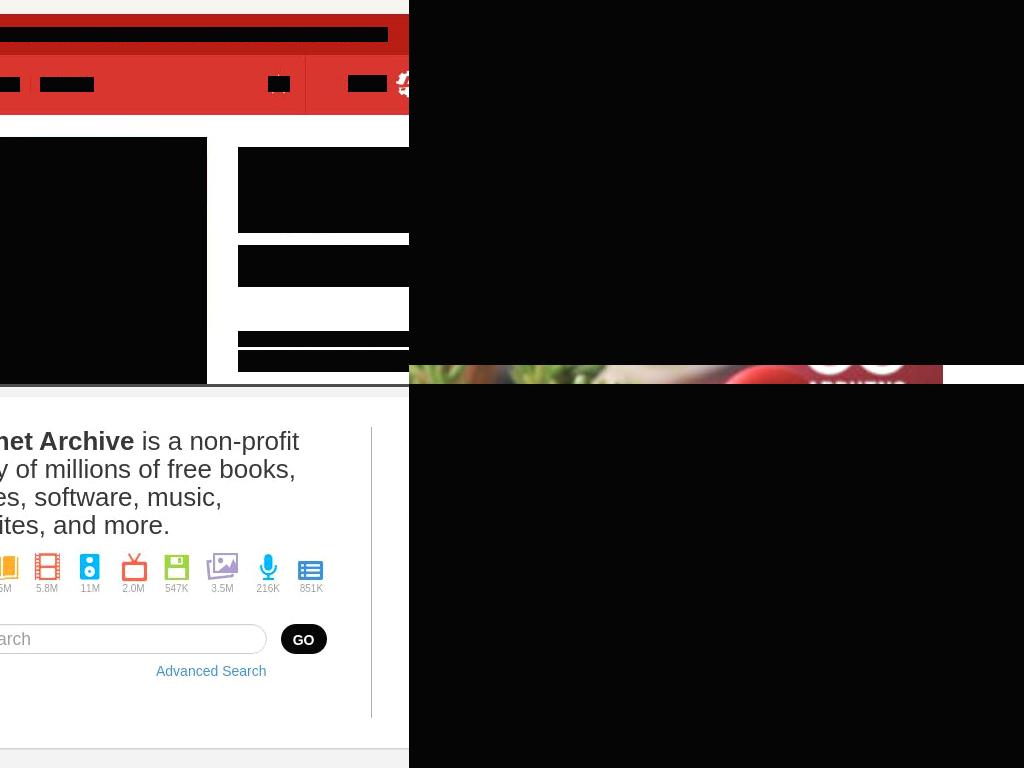 net Archive is a non-profit
y of millions of free books,
es, software, music,
ites, and more.
5M 5.8M 11M 2.0M 547K 3.5M 216K 851K
arch GO
Advanced Search